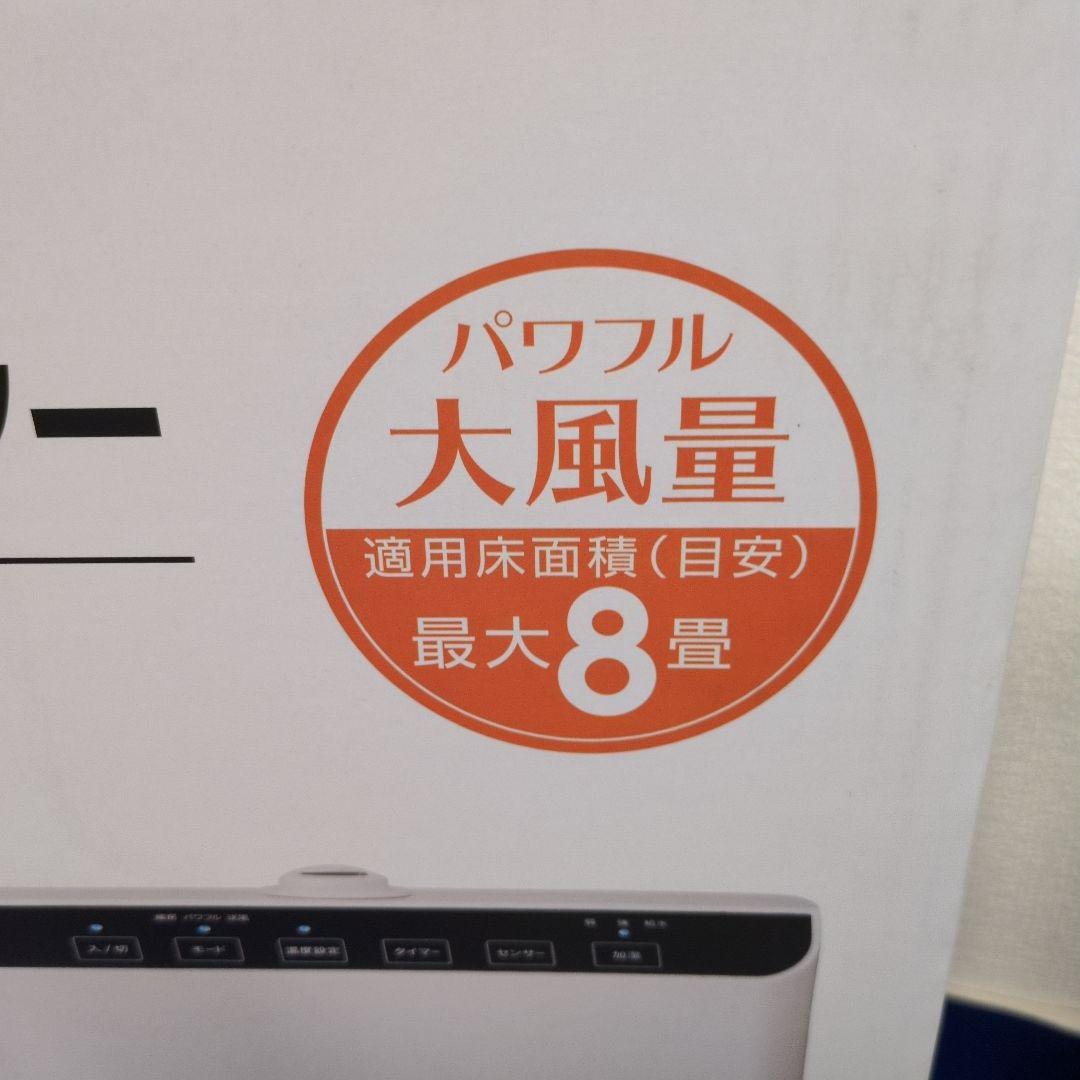 パワフル
大風量
ー
適用床面積(目安)
最大8畳
パワフル
入/切 モード 温度設定 タイマー センサー 加湿